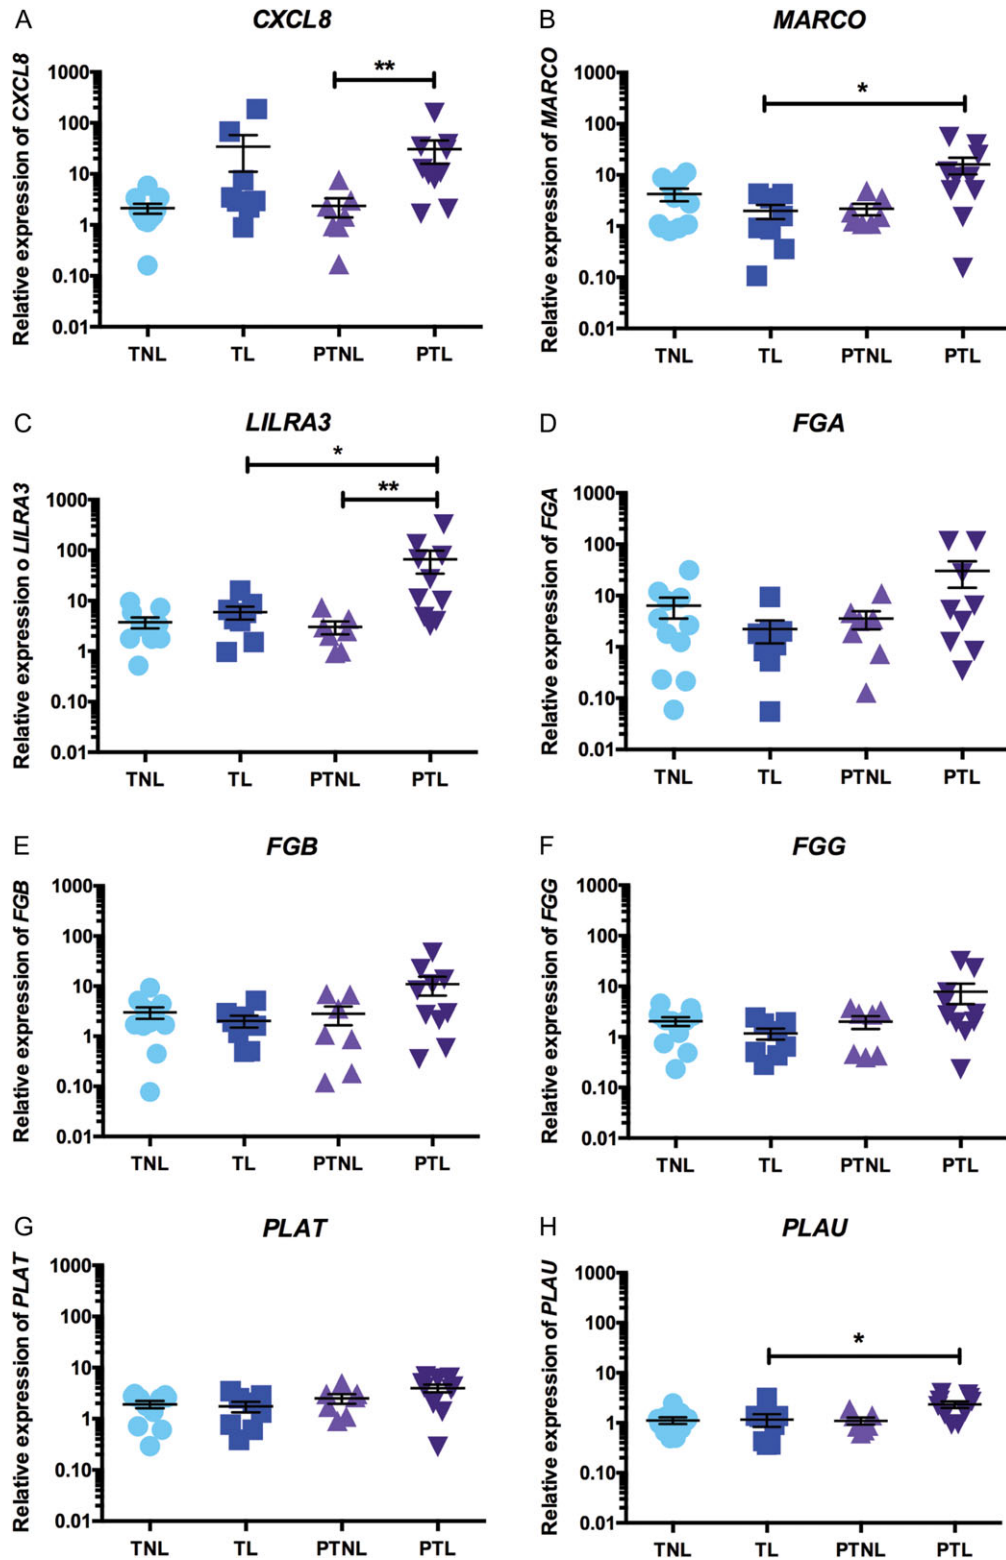 A
CXCL8
Relative expression of CXCL8
1000
100
10
1
0.10
0.01
**
TNL
TL
PTNL
PTL
B
MARCO
Relative expression of MARCO
1000
100
10
1
0.10
0.01
*
TNL
TL
PTNL
PTL
C
LILRA3
Relative expression o LILRA3
1000
100
10
1
0.10
0.01
*
**
TNL
TL
PTNL
PTL
D
FGA
Relative expression of FGA
1000
100
10
1
0.10
0.01
TNL
TL
PTNL
PTL
E
FGB
Relative expression of FGB
1000
100
10
1
0.10
0.01
TNL
TL
PTNL
PTL
F
FGG
Relative expression of FGG
1000
100
10
1
0.10
0.01
TNL
TL
PTNL
PTL
G
PLAT
Relative expression of PLAT
1000
100
10
1
0.10
0.01
TNL
TL
PTNL
PTL
H
PLAU
Relative expression of PLAU
1000
100
10
1
0.10
0.01
*
TNL
TL
PTNL
PTL